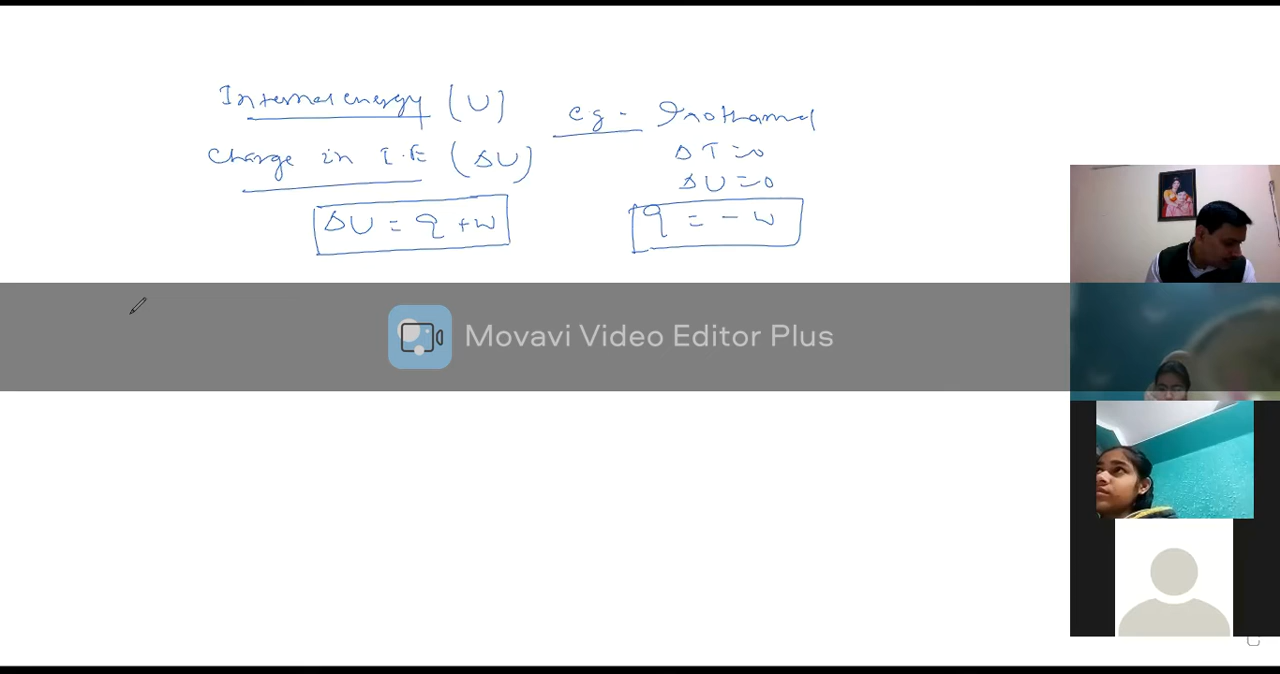 Internal energy (U)
Change in I.E (ΔU)
ΔU = q + w
eg - Isothermal
ΔT = 0
ΔU = 0
q = - w
Movavi Video Editor Plus